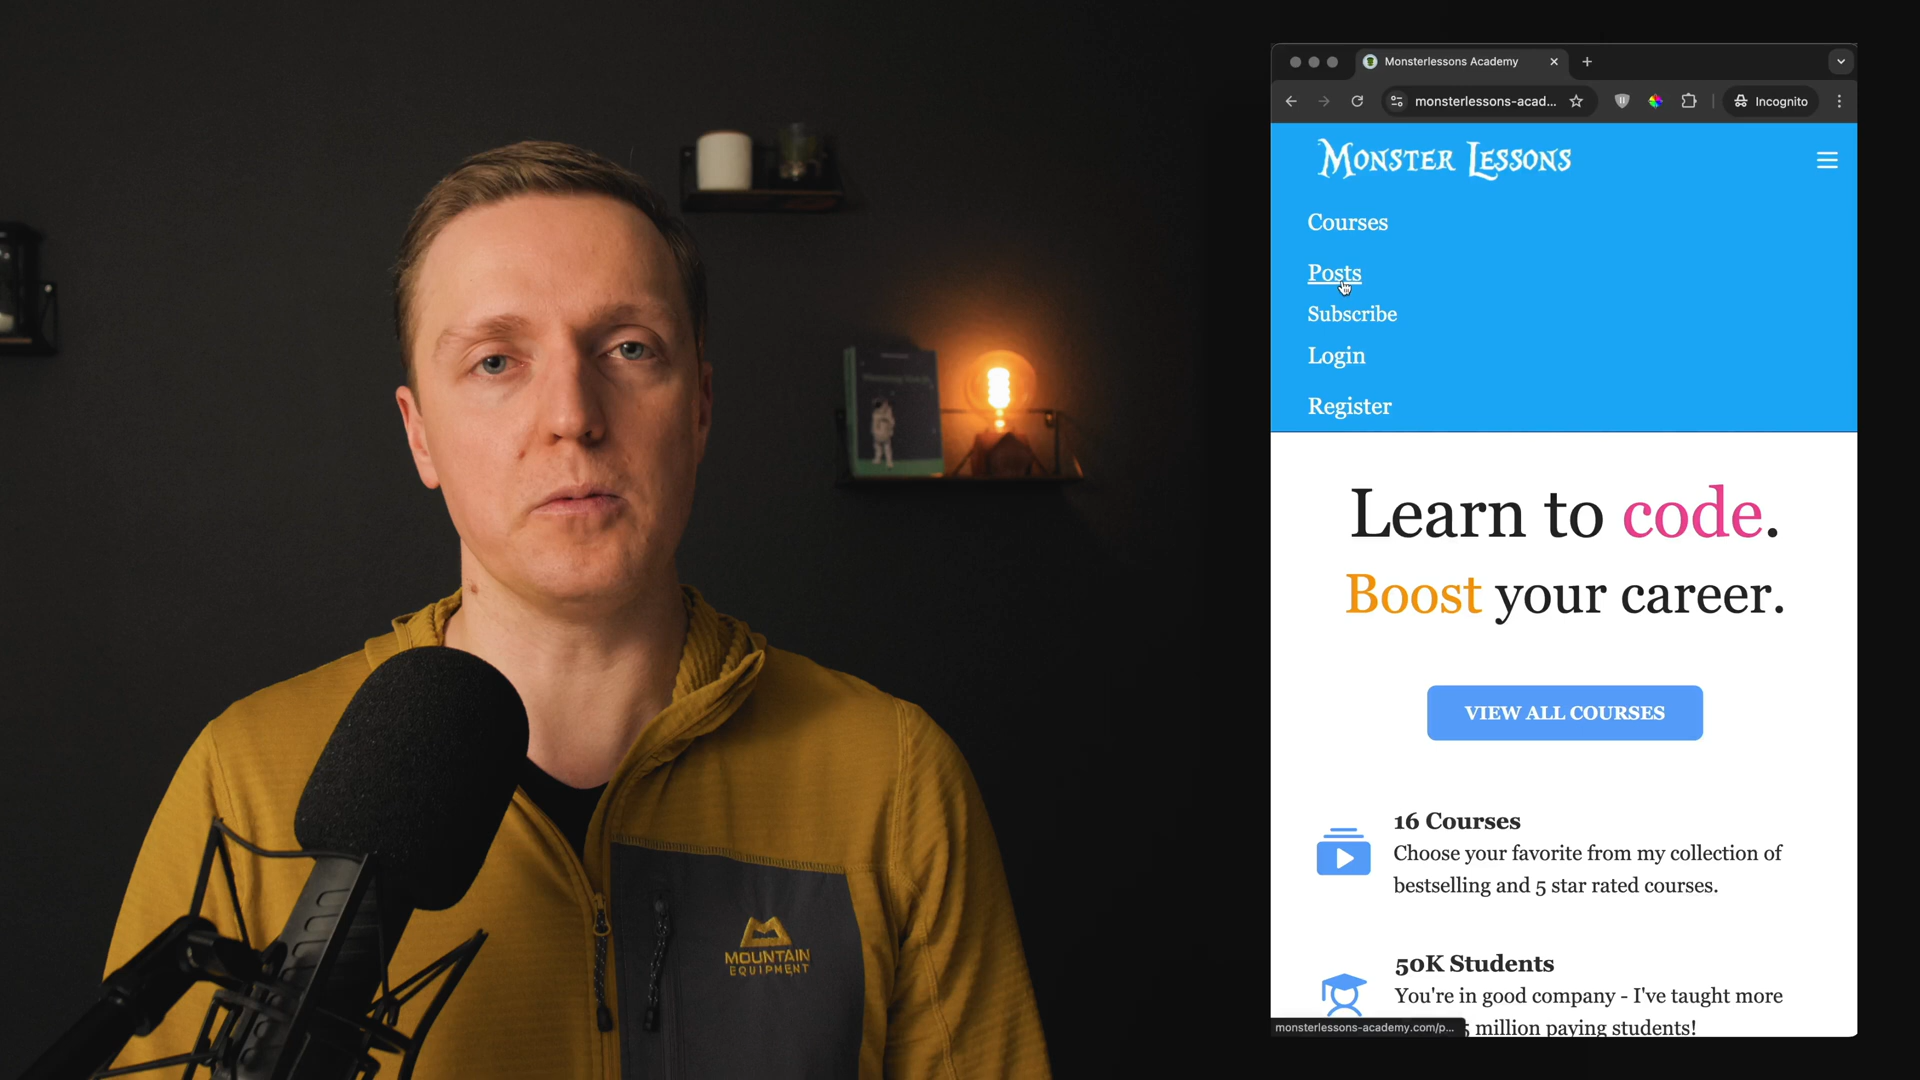 Monsterlessons Academy
monsterlessons-acad...
Incognito
MONSTER LESSONS
Courses
Posts
Subscribe
Login
Register
Learn to code.
Boost your career.
VIEW ALL COURSES
16 Courses
Choose your favorite from my collection of
bestselling and 5 star rated courses.
50K Students
You're in good company - I've taught more
5 million paying students!
monsterlessons-academy.com/p...
MOUNTAIN
EQUIPMENT